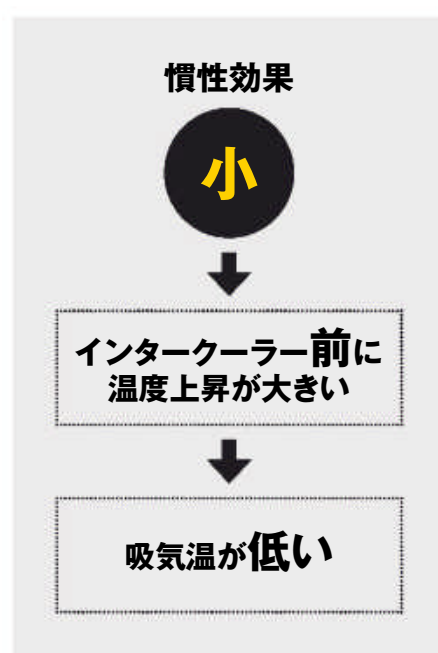 慣性効果
小
インタークーラー前に
温度上昇が大きい
吸気温が低い